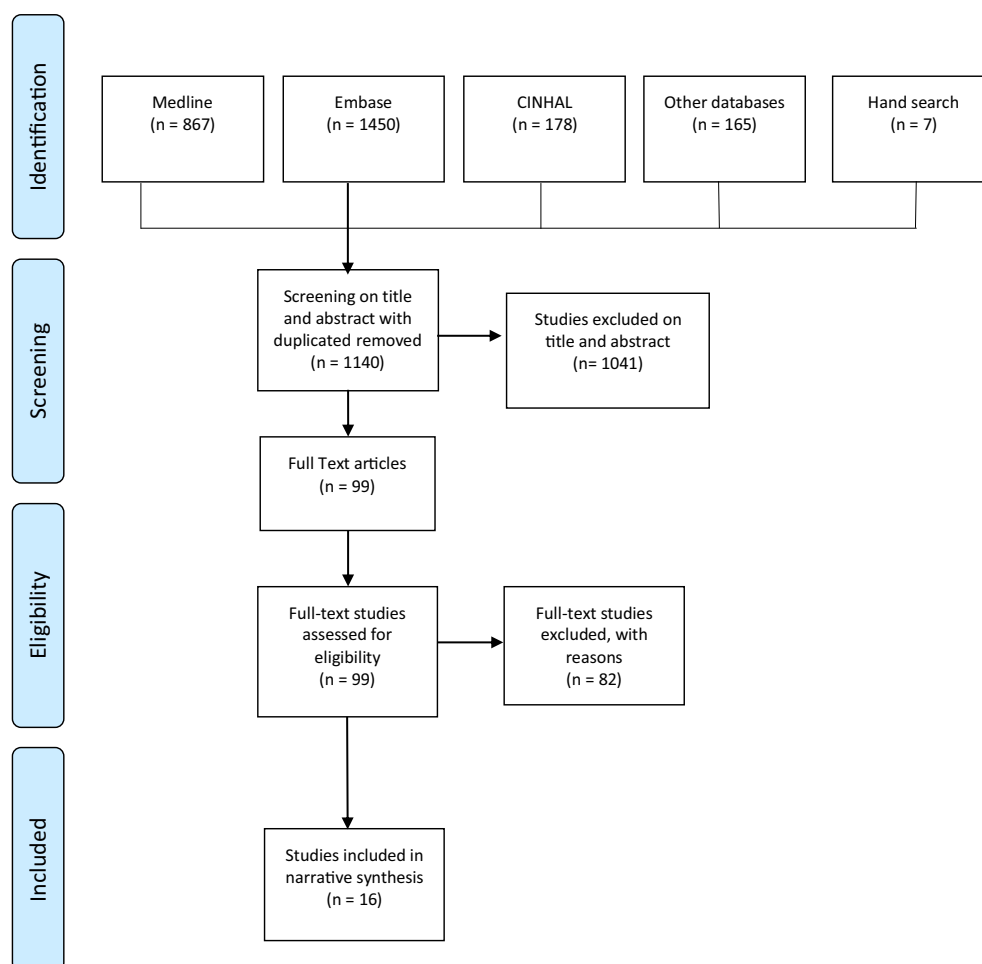 Identification
Medline
(n = 867)
Embase
(n = 1450)
CINHAL
(n = 178)
Other databases
(n = 165)
Hand search
(n = 7)
Screening
Screening on title
and abstract with
duplicated removed
(n = 1140)
Studies excluded on
title and abstract
(n= 1041)
Full Text articles
(n = 99)
Eligibility
Full-text studies
assessed for
eligibility
(n = 99)
Full-text studies
excluded, with
reasons
(n = 82)
Included
Studies included in
narrative synthesis
(n = 16)